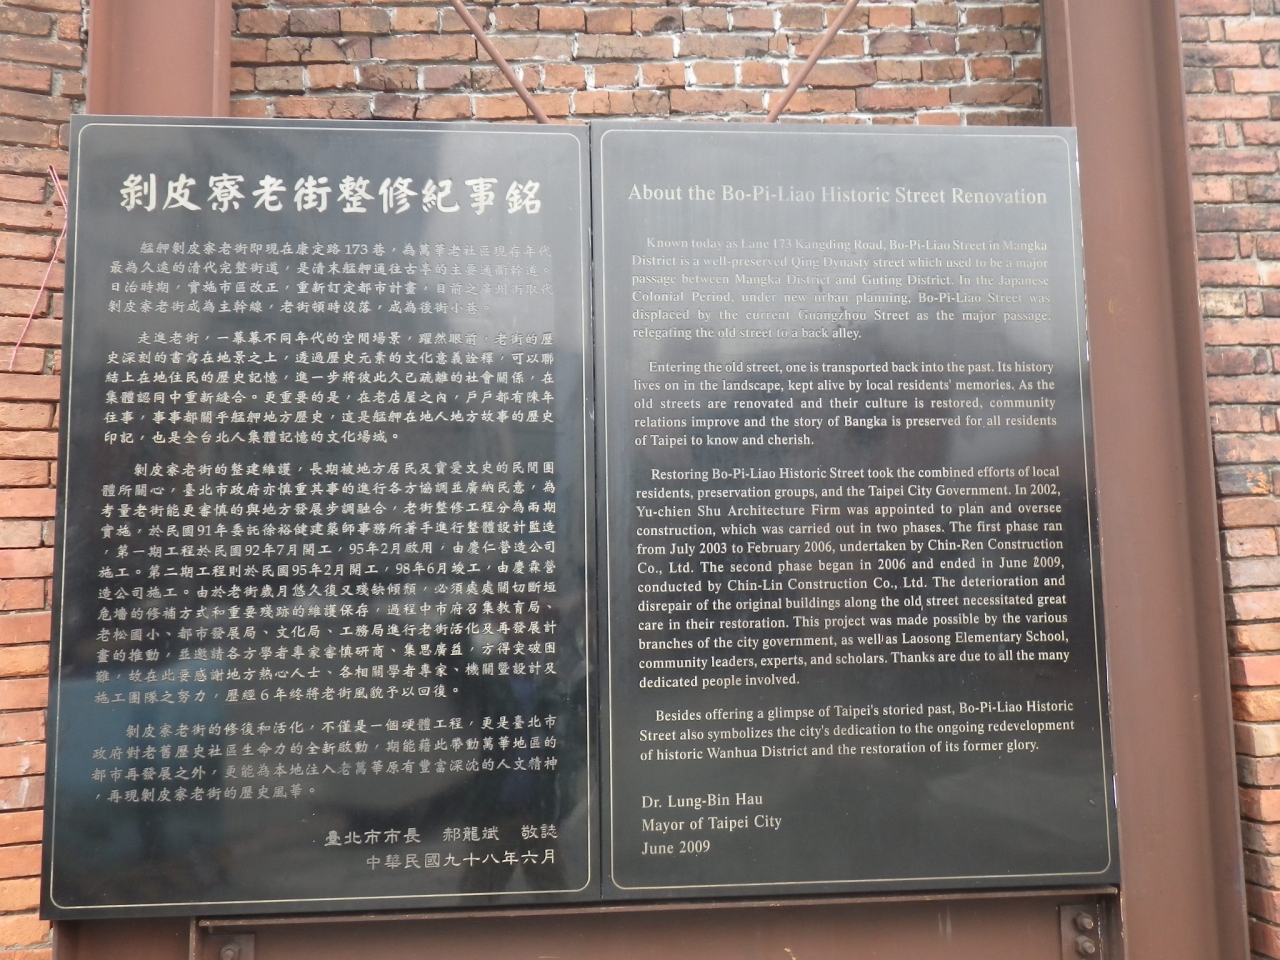 剝皮寮老街整修紀事銘
艋舺剝皮寮老街即現在康定路173巷，為萬華老社區現存年代
最為久遠的清代完整街道，是清末艋舺通往古亭的主要通衢幹道。
日治時期，實施市區改正，重新訂定都市計畫，目前之廣州街取代
剝皮寮老街成為主幹線，老街頓時沒落，成為後街小巷。
走進老街，一幕幕不同年代的空間場景，躍然眼前，老街的歷
史深刻的書寫在地景之上，透過歷史元素的文化意義詮釋，可以聯
結上在地住民的歷史記憶，進一步將彼此久已疏離的社會關係，在
集體認同中重新縫合。更重要的是，在老店屋之內，戶戶都有陳年
往事，事事都關乎艋舺地方歷史，這是艋舺在地人地方故事的歷史
印記，也是全台北人集體記憶的文化場域。
剝皮寮老街的整建維護，長期被地方居民及寶愛文史的民間團
體所關心，臺北市政府亦慎重其事的進行各方協調並廣納民意，為
考量老街能更審慎的與地方發展步調融合，老街整修工程分為兩期
實施，於民國91年委託徐裕健建築師事務所著手進行整體設計監造
，第一期工程於民國92年7月開工，95年2月啟用，由慶仁營造公司
施工。第二期工程則於民國95年2月開工，98年6月竣工，由慶霖營
造公司施工。由於老街歲月悠久復又殘缺傾頹，必須處處關切斷垣
危墻的修補方式和重要殘跡的維護保存，過程中市府召集教育局、
老松國小、都市發展局、文化局、工務局進行老街活化及再發展計
畫的推動，並邀請各方學者專家審慎研商、集思廣益，方得突破困
難，故在此要感謝地方熱心人士、各相關學者專家、機關暨設計及
施工團隊之努力，歷經6年終將老街風貌予以回復。
剝皮寮老街的修復和活化，不僅是一個硬體工程，更是臺北市
政府對老舊歷史社區生命力的全新啟動，期能藉此帶動萬華地區的
都市再發展之外，更能為本地注入老萬華原有豐富深沈的人文精神
，再現剝皮寮老街的歷史風華。
臺北市市長 郝龍斌 敬誌
中華民國九十八年六月
About the Bo-Pi-Liao Historic Street Renovation
Known today as Lane 173 Kangding Road, Bo-Pi-Liao Street in Mangka
District is a well-preserved Qing Dynasty street which used to be a major
passage between Mangka District and Guting District. In the Japanese
Colonial Period, under new urban planning, Bo-Pi-Liao Street was
displaced by the current Guangzhou Street as the major passage,
relegating the old street to a back alley.
Entering the old street, one is transported back into the past. Its history
lives on in the landscape, kept alive by local residents' memories. As the
old streets are renovated and their culture is restored, community
relations improve and the story of Bangka is preserved for all residents
of Taipei to know and cherish.
Restoring Bo-Pi-Liao Historic Street took the combined efforts of local
residents, preservation groups, and the Taipei City Government. In 2002,
Yu-chien Shu Architecture Firm was appointed to plan and oversee
construction, which was carried out in two phases. The first phase ran
from July 2003 to February 2006, undertaken by Chin-Ren Construction
Co., Ltd. The second phase began in 2006 and ended in June 2009,
conducted by Chin-Lin Construction Co., Ltd. The deterioration and
disrepair of the original buildings along the old street necessitated great
care in their restoration. This project was made possible by the various
branches of the city government, as well as Laosong Elementary School,
community leaders, experts, and scholars. Thanks are due to all the many
dedicated people involved.
Besides offering a glimpse of Taipei's storied past, Bo-Pi-Liao Historic
Street also symbolizes the city's dedication to the ongoing redevelopment
of historic Wanhua District and the restoration of its former glory.
Dr. Lung-Bin Hau
Mayor of Taipei City
June 2009